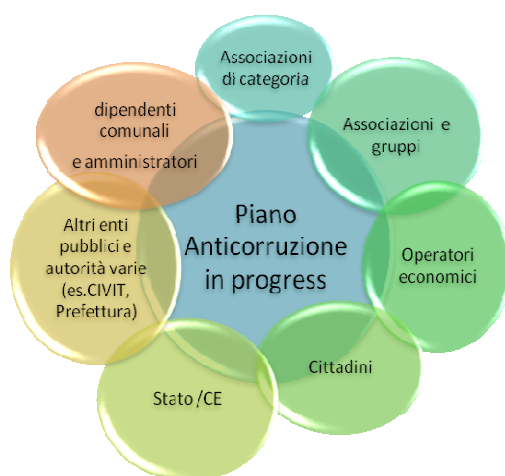 Associazioni
di categoria
Associazioni e
gruppi
Operatori
economici
Cittadini
Stato /CE
Altri enti
pubblici e
autorità varie
(es.CIVIT,
Prefettura)
dipendenti
comunali
e amministratori
Piano
Anticorruzione
in progress